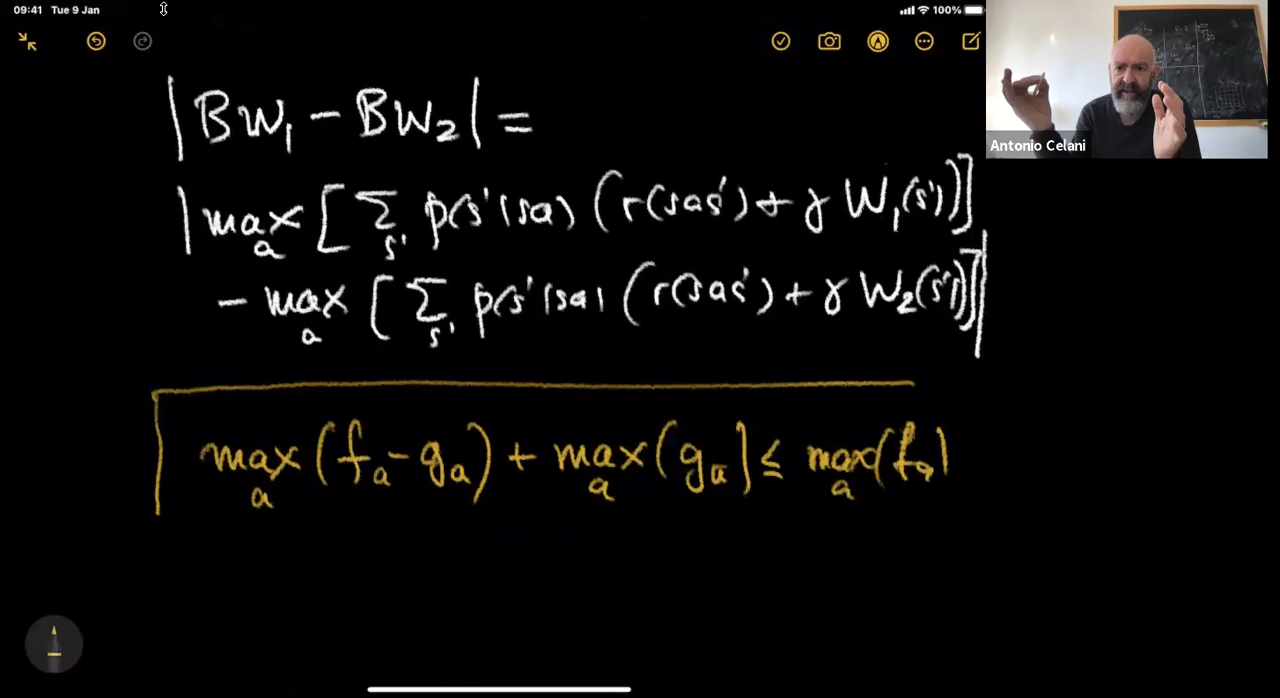 09:41 Tue 9 Jan
100%
Antonio Celani
|BW₁ − BW₂| =
|max_a [ Σ_s' p(s'|sa) (r(sas') + γ W₁(s'))]
− max_a [ Σ_s' p(s'|sa) (r(sas') + γ W₂(s'))]|
max_a (f_a − g_a) + max_a (g_a) ≤ max_a (f_a)